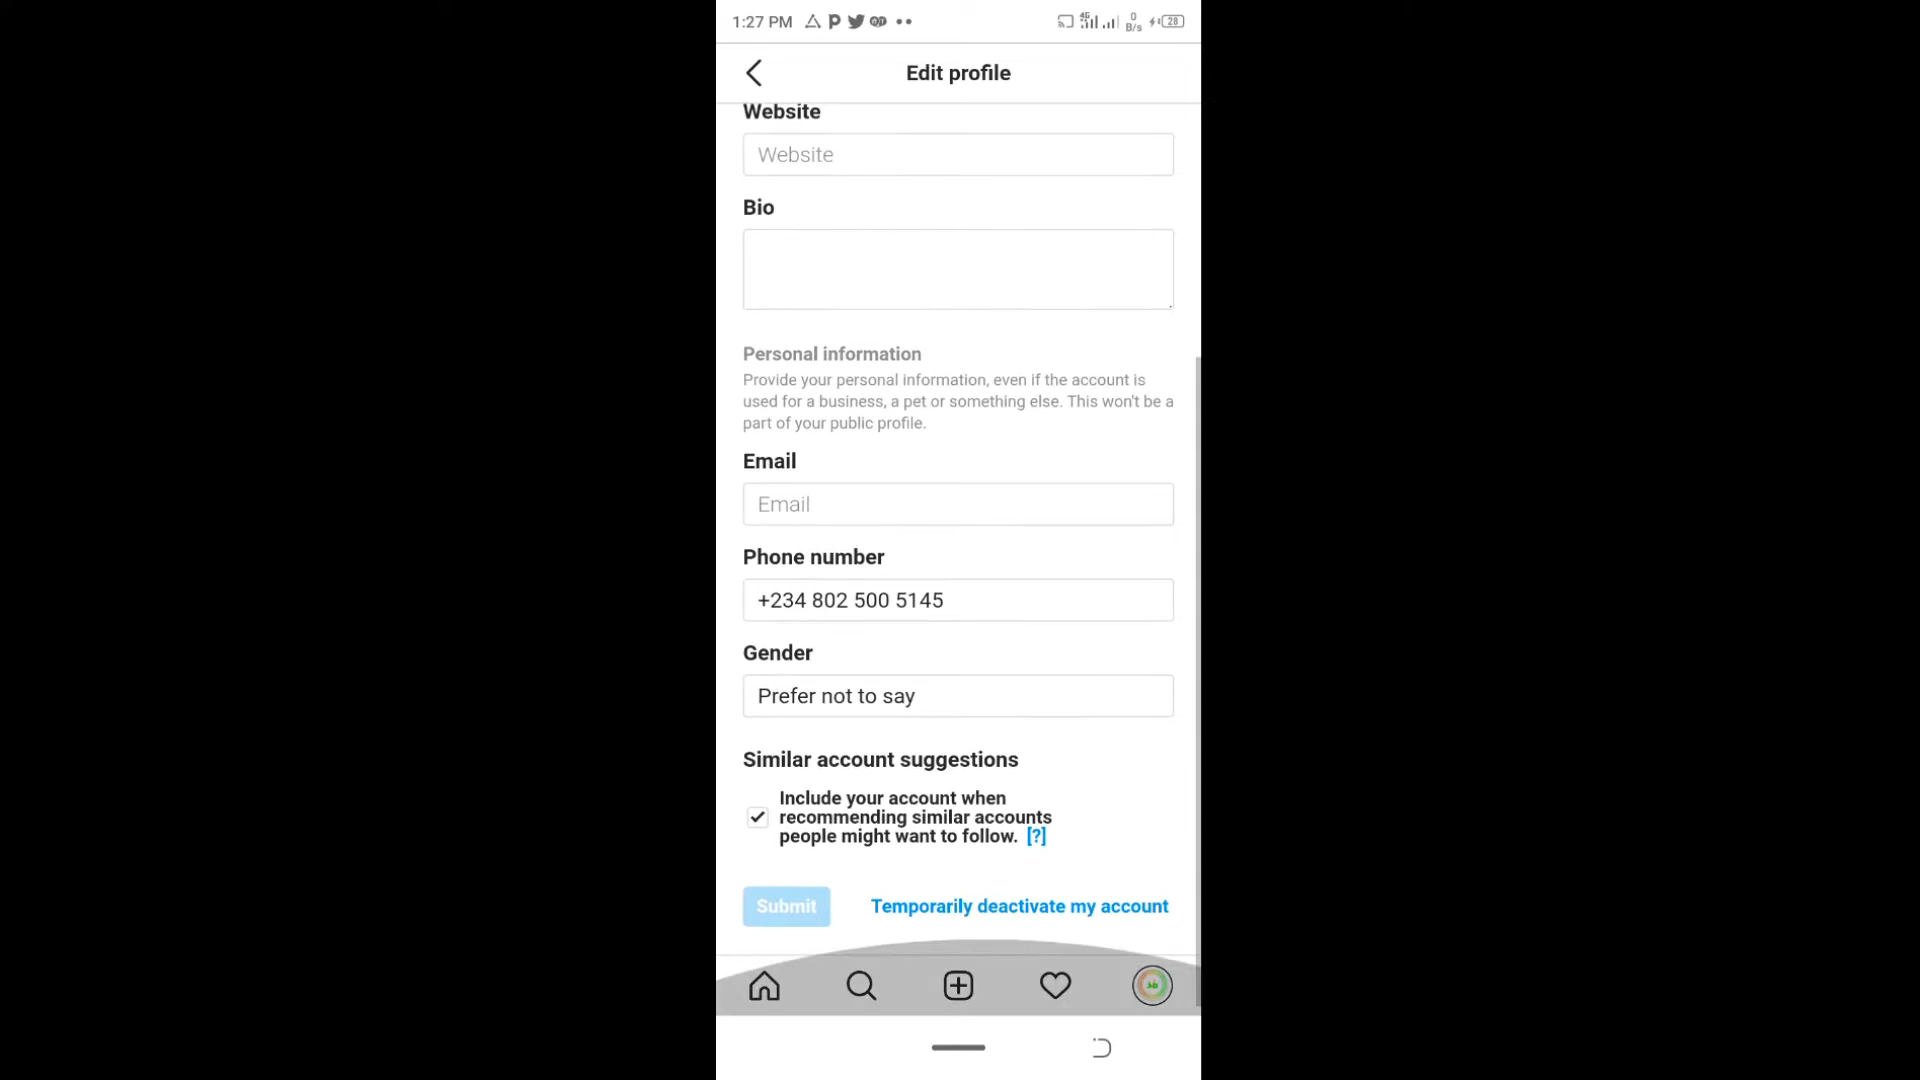 1:27 PM
4G
0
B/s
28
Edit profile
Website
Website
Bio
Personal information
Provide your personal information, even if the account is
used for a business, a pet or something else. This won't be a
part of your public profile.
Email
Email
Phone number
+234 802 500 5145
Gender
Prefer not to say
Similar account suggestions
Include your account when
recommending similar accounts
people might want to follow. [?]
Submit
Temporarily deactivate my account